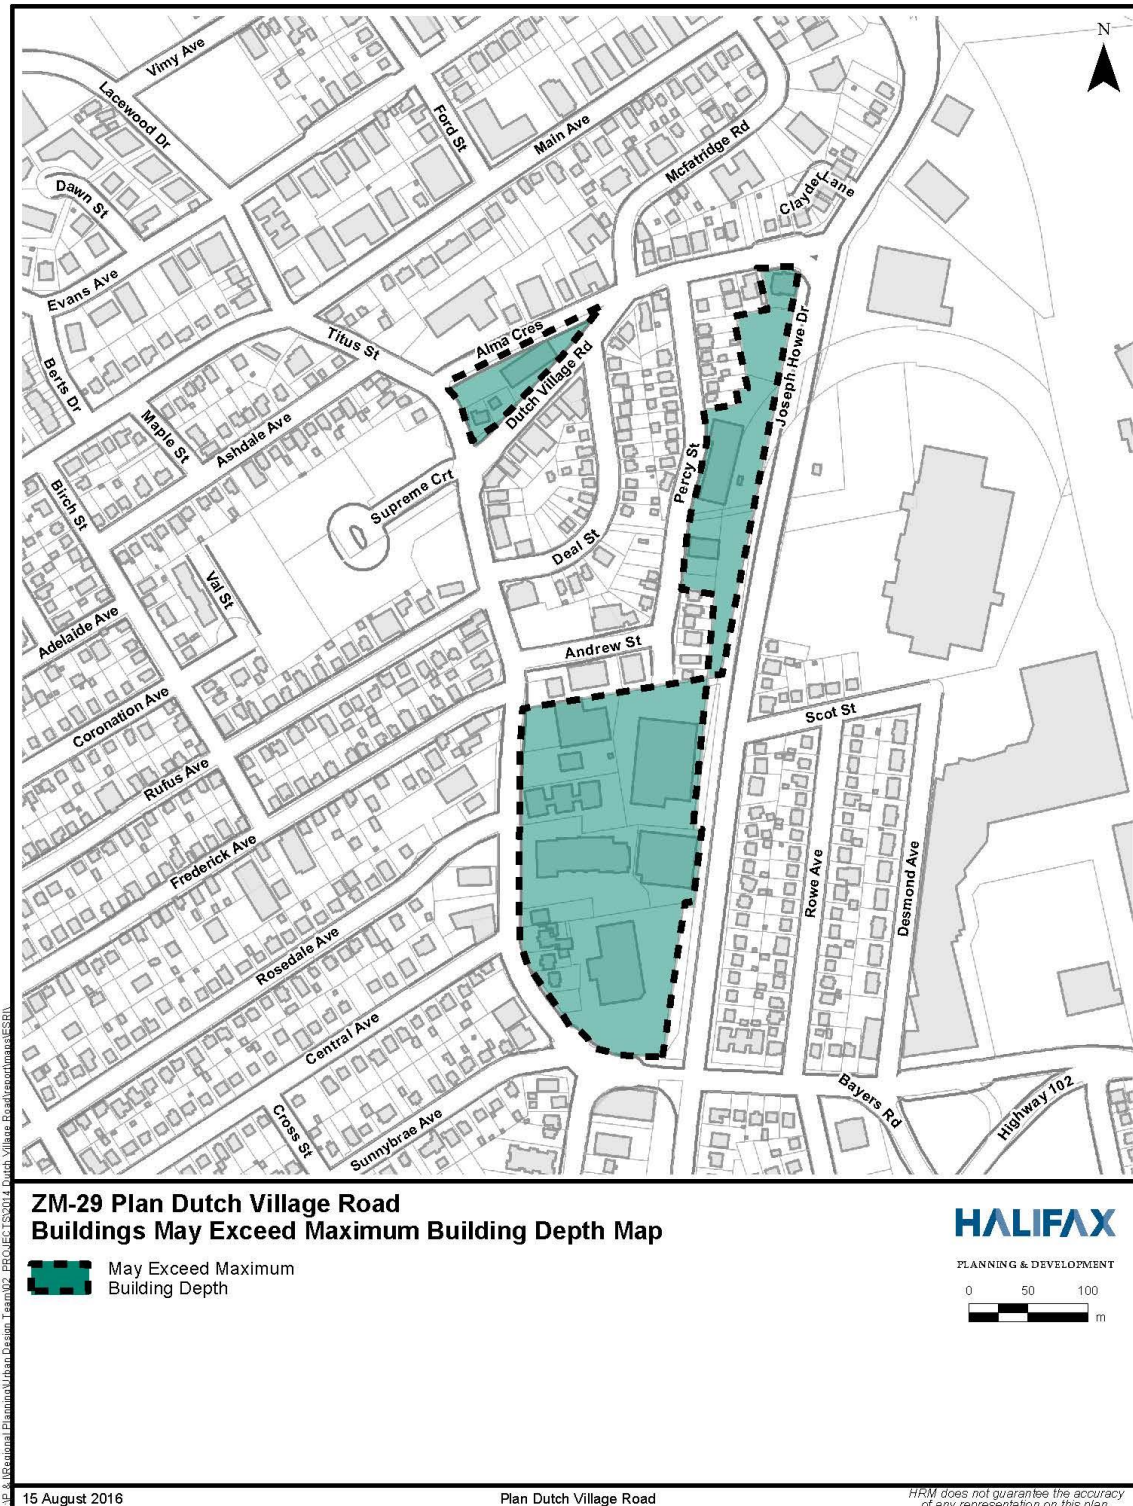 N
Vimy Ave
Lacewood Dr
Ford St
Main Ave
Mcfatridge Rd
Clayder Lane
Dawn St
Evans Ave
Titus St
Alma Cres
Dutch Village Rd
Joseph Howe Dr
Berts Dr
Maple St
Ashdale Ave
Supreme Crt
Percy St
Birch St
Deal St
Val St
Adelaide Ave
Andrew St
Coronation Ave
Scot St
Rufus Ave
Frederick Ave
Rowe Ave
Desmond Ave
Rosedale Ave
Central Ave
Cross St
Sunnybrae Ave
Bayers Rd
Highway 102
ZM-29 Plan Dutch Village Road
Buildings May Exceed Maximum Building Depth Map
May Exceed Maximum
Building Depth
HALIFAX
PLANNING & DEVELOPMENT
0 50 100
m
15 August 2016
Plan Dutch Village Road
HRM does not guarantee the accuracy
of any representation on this plan